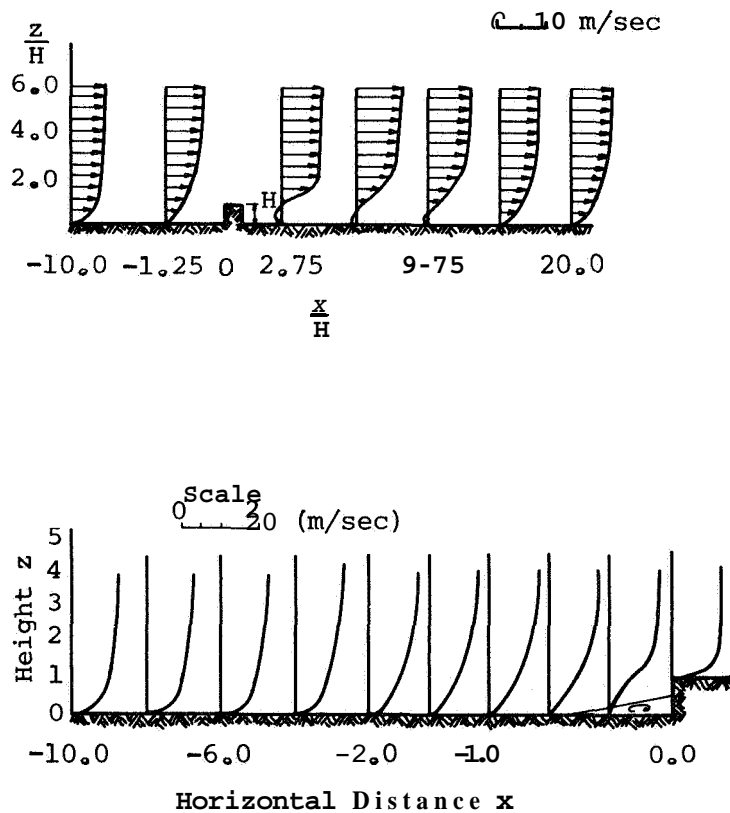 10 m/sec
z
H
6.0
4.0
2.0
H
-10.0 -1.25 0 2.75 9-75 20.0
x
H
Scale
0 20 (m/sec)
5
4
3
2
1
0
Height z
-10.0 -6.0 -2.0 -1.0 0.0
Horizontal Distance x